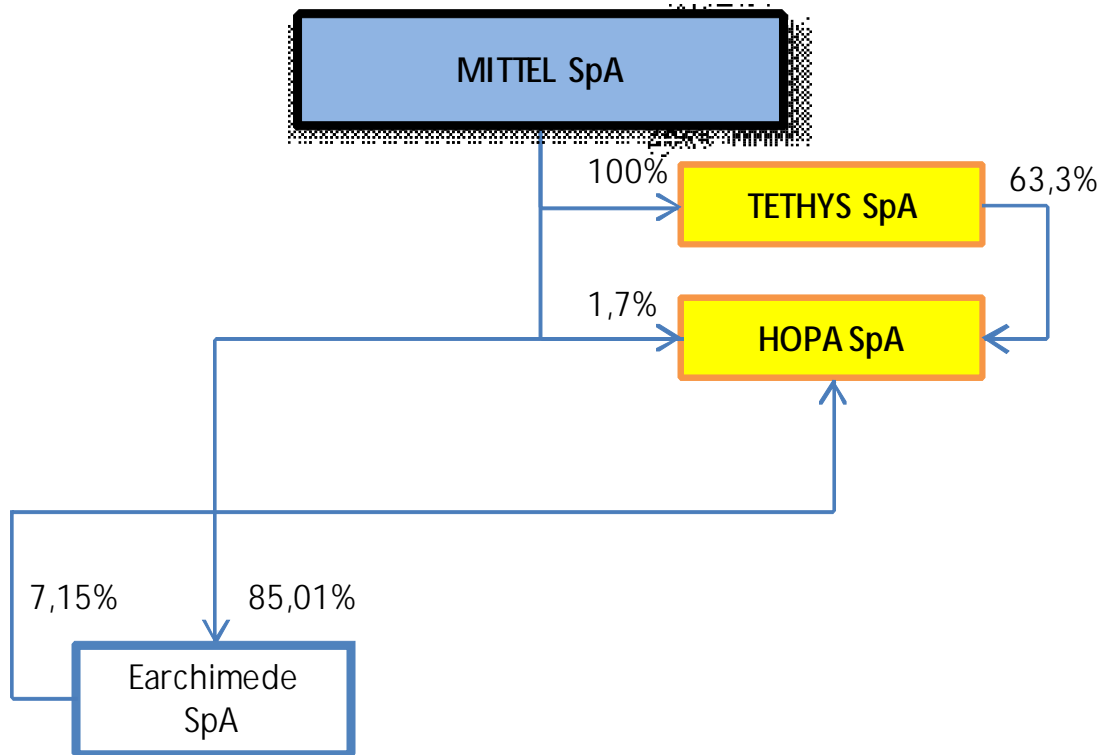 MITTEL SpA
100%
TETHYS SpA
63,3%
1,7%
HOPA SpA
7,15%
85,01%
Earchimede
SpA